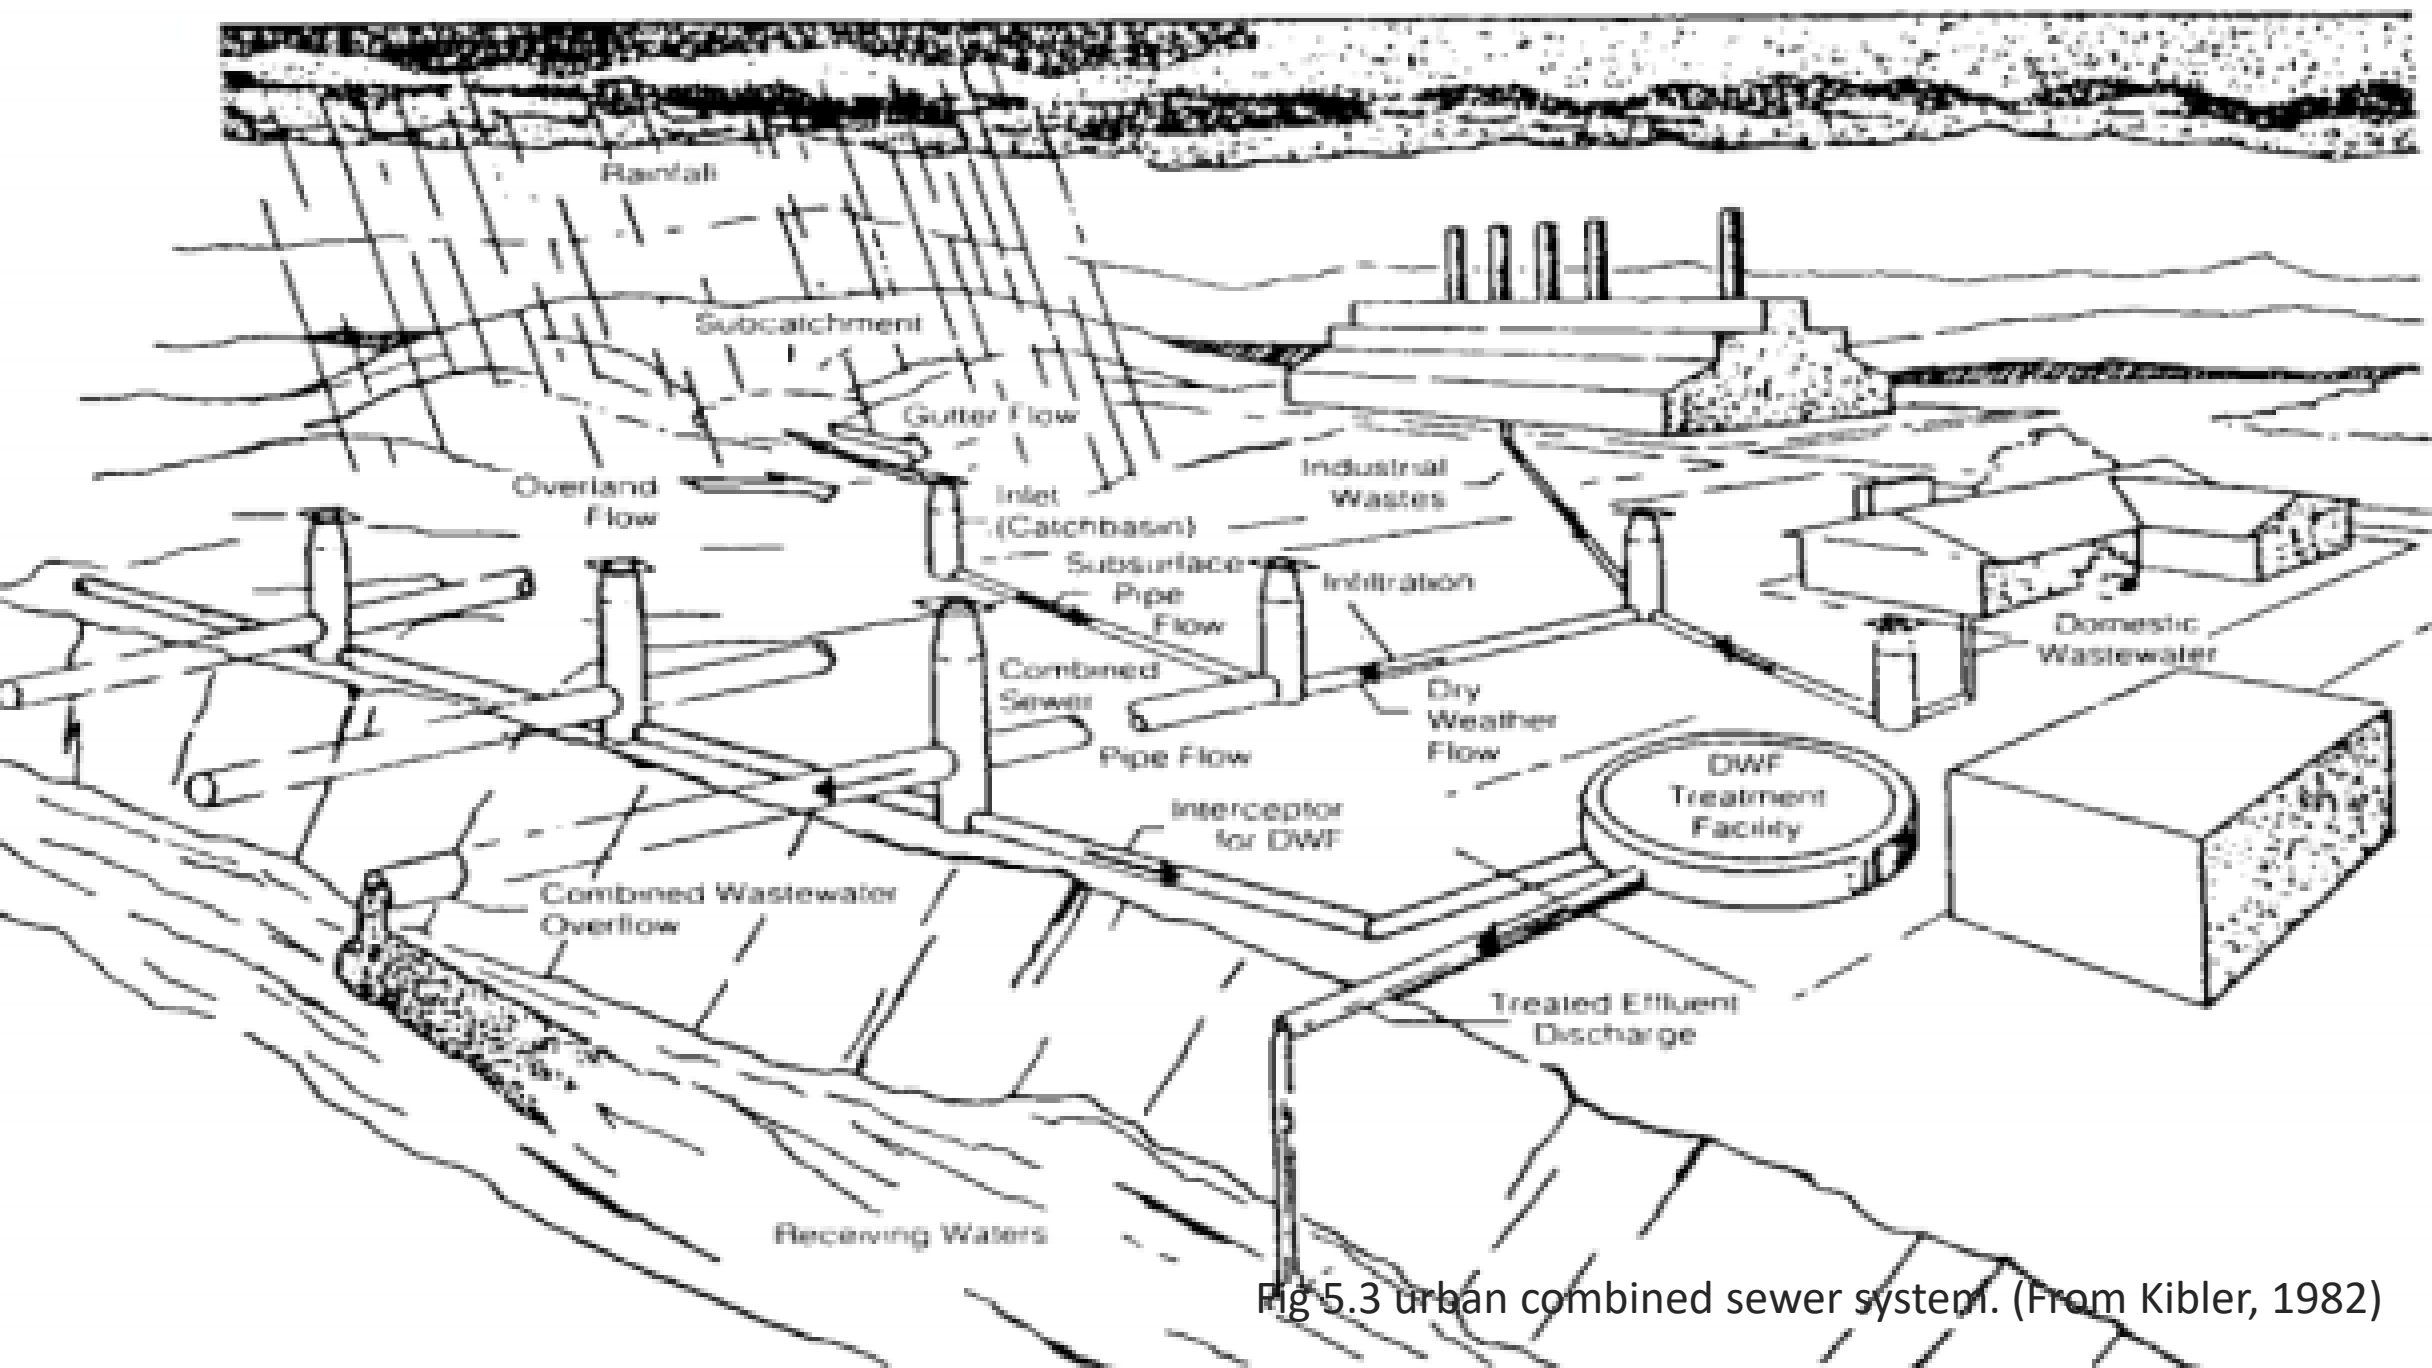 Rainfall
Subcatchment
Gutter Flow
Overland
Flow
Inlet
(Catchbasin)
Industrial
Wastes
Subsurface
Pipe
Flow
Infiltration
Combined
Sewer
Pipe Flow
Dry
Weather
Flow
Domestic
Wastewater
DWF
Treatment
Facility
Interceptor
for DWF
Combined Wastewater
Overflow
Treated Effluent
Discharge
Receiving Waters
Fig 5.3 urban combined sewer system. (From Kibler, 1982)